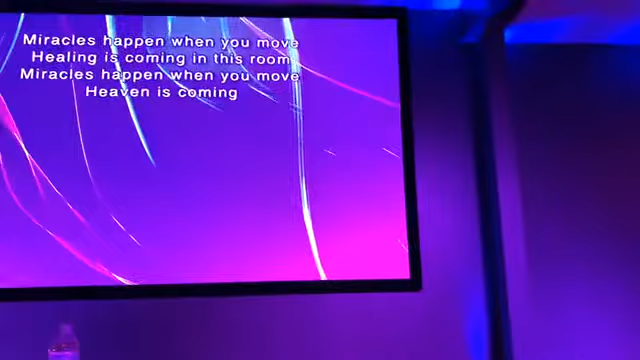 Miracles happen when you move
Healing is coming in this room
Miracles happen when you move
Heaven is coming